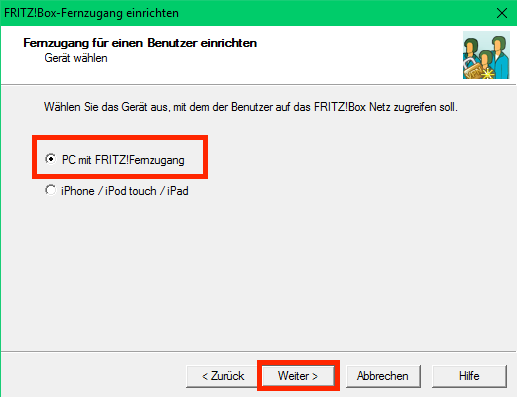 FRITZ!Box-Fernzugang einrichten
Fernzugang für einen Benutzer einrichten
Gerät wählen
Wählen Sie das Gerät aus, mit dem der Benutzer auf das FRITZ!Box Netz zugreifen soll.
PC mit FRITZ!Fernzugang
iPhone / iPod touch / iPad
< Zurück Weiter > Abbrechen Hilfe